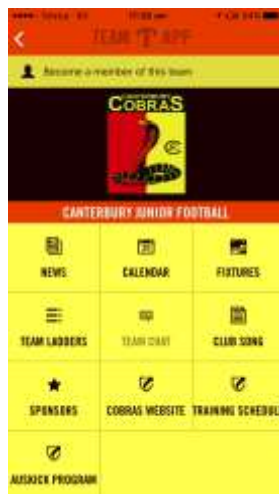 TEAM T APP
Become a member of this team
CANTERBURY
COBRAS
CANTERBURY JUNIOR FOOTBALL
NEWS
CALENDAR
FIXTURES
TEAM LADDERS
TEAM CHAT
CLUB SONG
SPONSORS
COBRAS WEBSITE
TRAINING SCHEDUL
AUSKICK PROGRAM